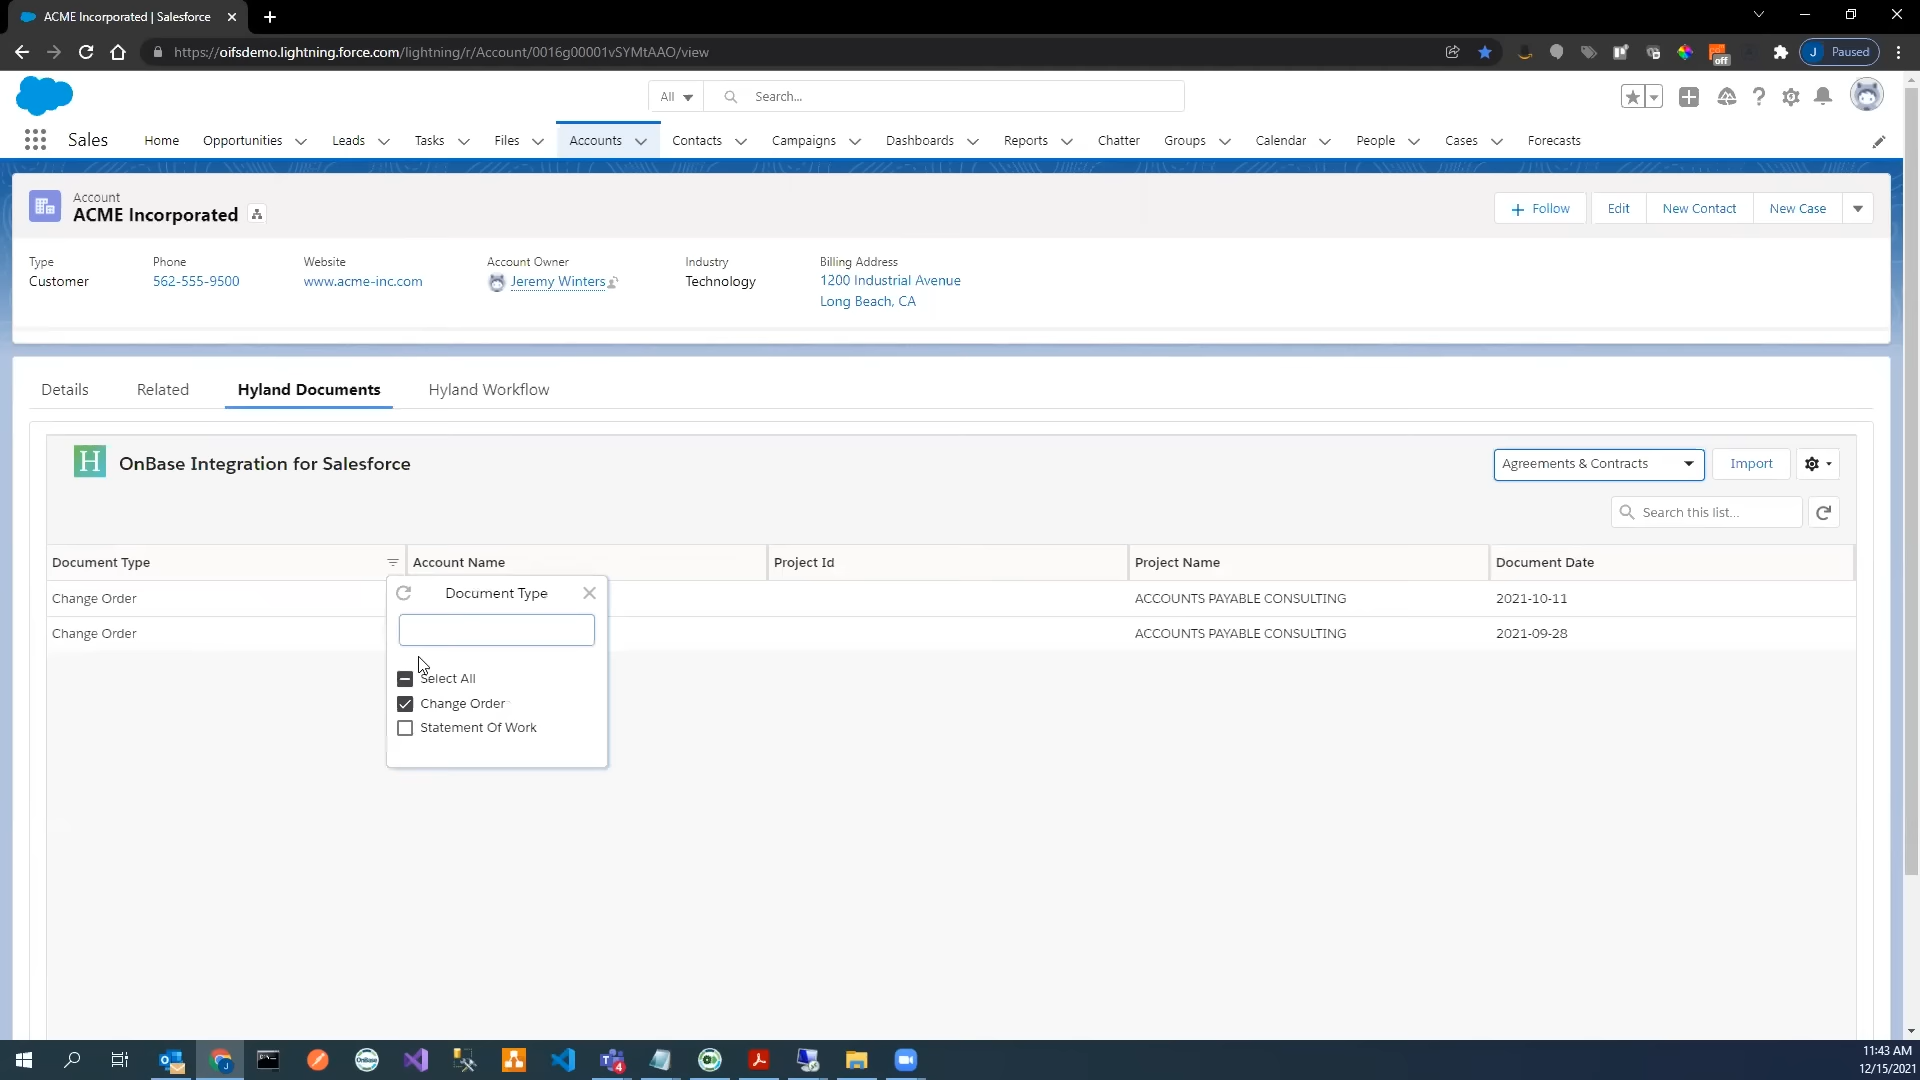 ACME Incorporated | Salesforce
https://oifsdemo.lightning.force.com/lightning/r/Account/0016g00001vSYMtAAO/view
off
J Paused
All
Search...
Sales
Home Opportunities Leads Tasks Files Accounts Contacts Campaigns Dashboards Reports Chatter Groups Calendar People Cases Forecasts
Account
ACME Incorporated
Follow Edit New Contact New Case
Type Phone Website Account Owner Industry Billing Address
Customer 562-555-9500 www.acme-inc.com Jeremy Winters Technology 1200 Industrial Avenue
Long Beach, CA
Details Related Hyland Documents Hyland Workflow
H OnBase Integration for Salesforce
Agreements & Contracts Import
Search this list...
Document Type Account Name Project Id Project Name Document Date
Change Order ACCOUNTS PAYABLE CONSULTING 2021-10-11
Change Order ACCOUNTS PAYABLE CONSULTING 2021-09-28
Document Type
Select All
Change Order
Statement Of Work
OnBase
4
11:43 AM
12/15/2021